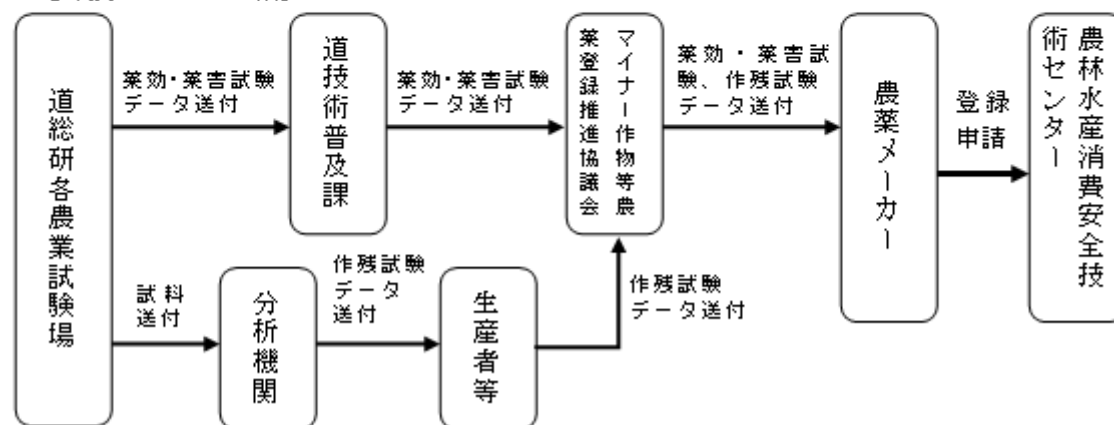 道総研各農業試験場
薬効・薬害試験
データ送付
道技術普及課
薬効・薬害試験
データ送付
マイナー作物等農
薬登録推進協議会
薬効・薬害試
験、作残試験
データ送付
農薬メーカー
登録
申請
農林水産消費安全技
術センター
試料
送付
分析機関
作残試験
データ
送付
生産者等
作残試験
データ送付